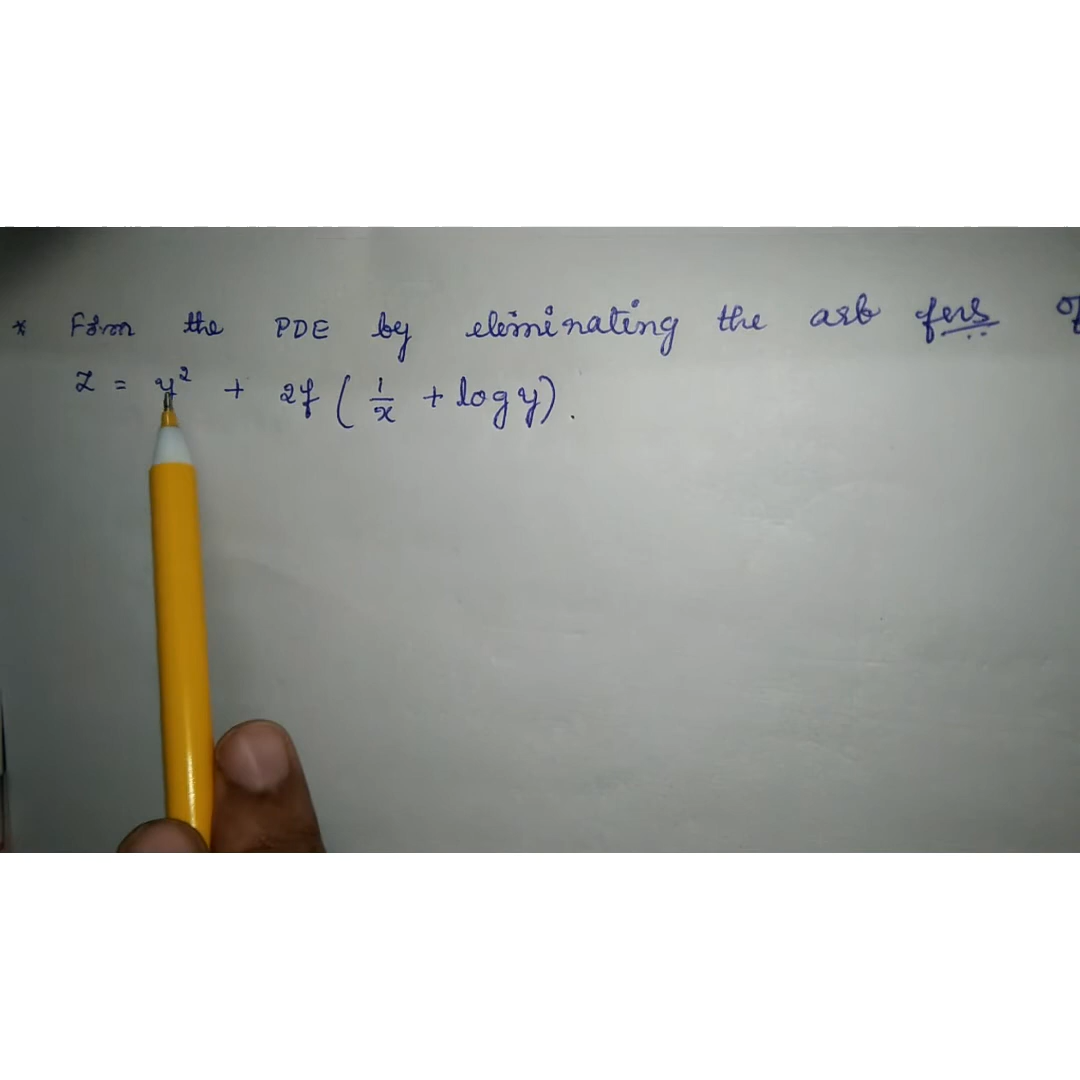 * Form the PDE by eliminating the arb fns of
z = y² + 2f ( 1/x + log y ) .